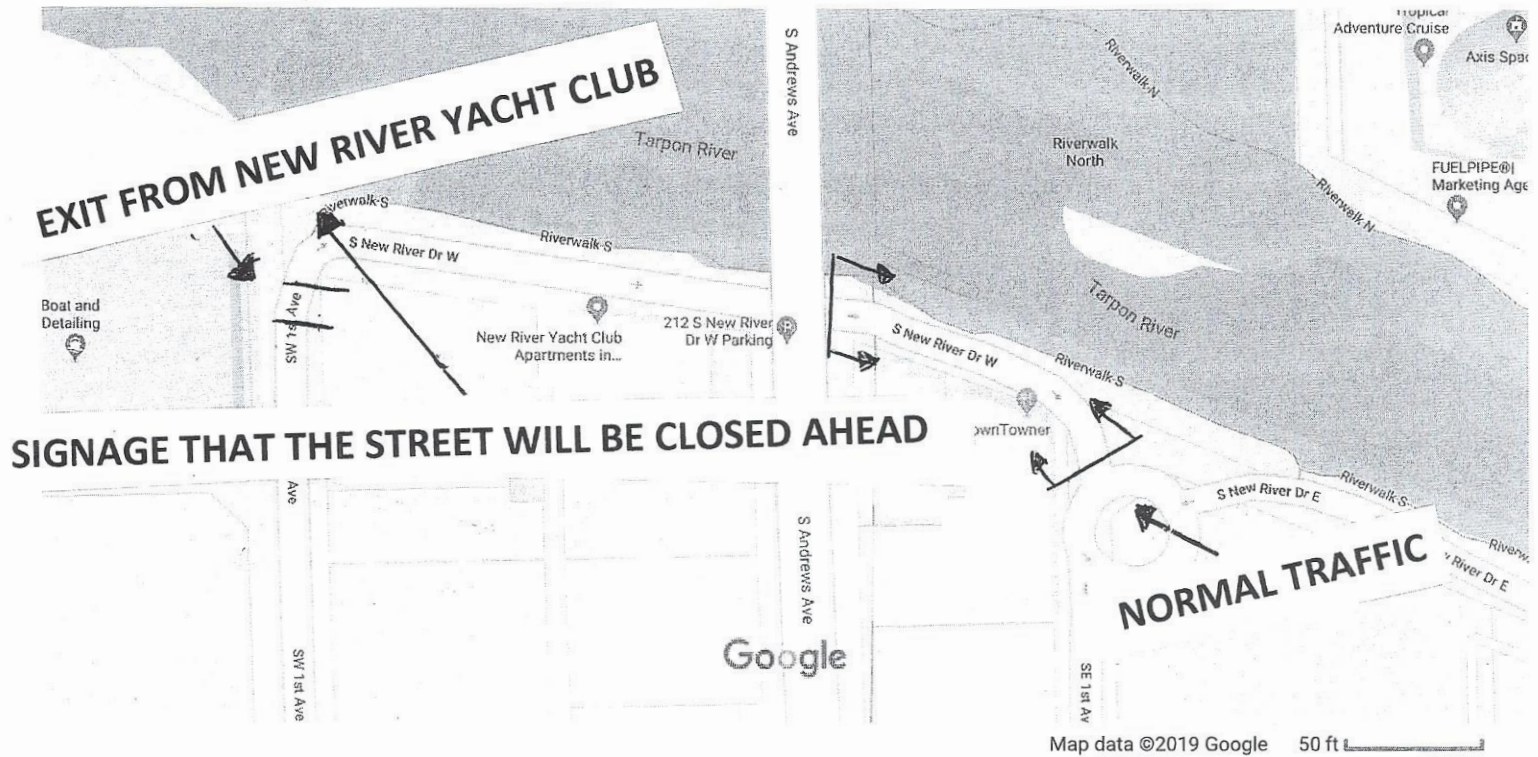 Tropical
Adventure Cruise
Axis Spac
FUELPIPE®|
Marketing Age
S Andrews Ave
Riverwalk N
Riverwalk
North
Riverwalk N
EXIT FROM NEW RIVER YACHT CLUB
Tarpon River
verwalk S
S New River Dr W
Riverwalk S
Boat and
Detailing
SW 1st Ave
New River Yacht Club
Apartments in...
212 S New River
Dr W Parking
Tarpon River
S New River Dr W
Riverwalk S
SIGNAGE THAT THE STREET WILL BE CLOSED AHEAD
ownTowner
Ave
S New River Dr E
Riverwalk S
Riverw
River Dr E
S Andrews Ave
NORMAL TRAFFIC
Google
SW 1st Ave
SE 1st Av
Map data ©2019 Google 50 ft